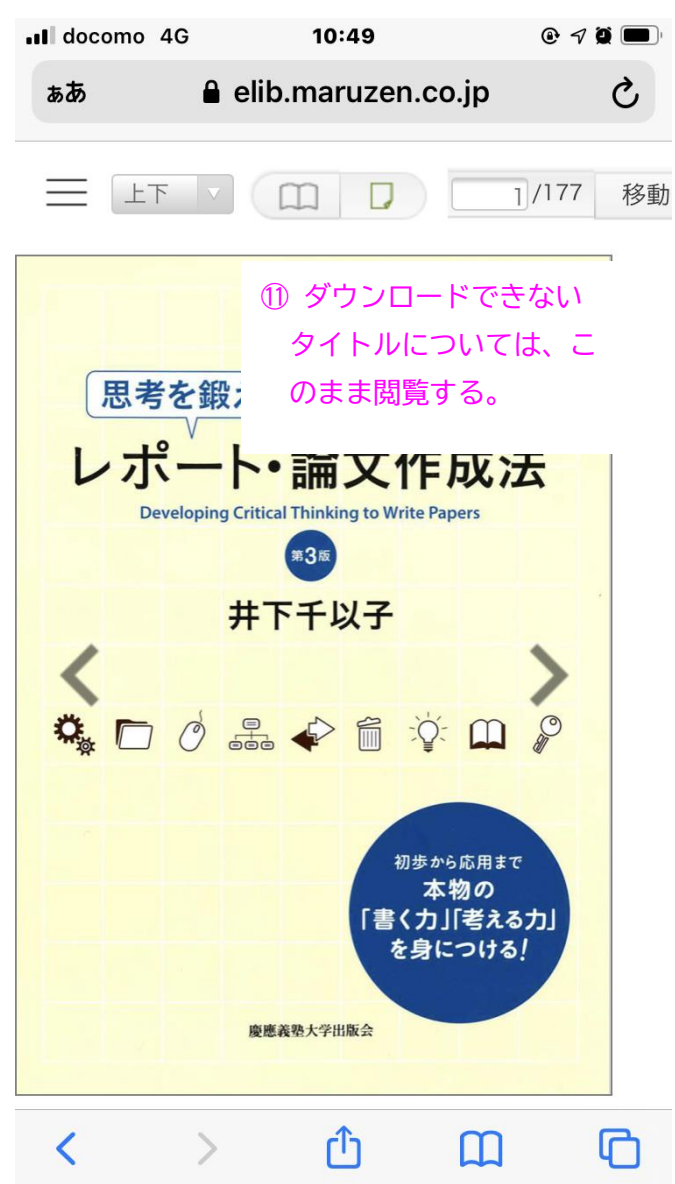 docomo 4G 10:49
ぁあ elib.maruzen.co.jp
上下 1/177 移動
⑪ ダウンロードできない
タイトルについては、こ
のまま閲覧する。
思考を鍛
レポート・論文作成法
Developing Critical Thinking to Write Papers
第3版
井下千以子
初歩から応用まで
本物の
「書く力」「考える力」
を身につける!
慶應義塾大学出版会